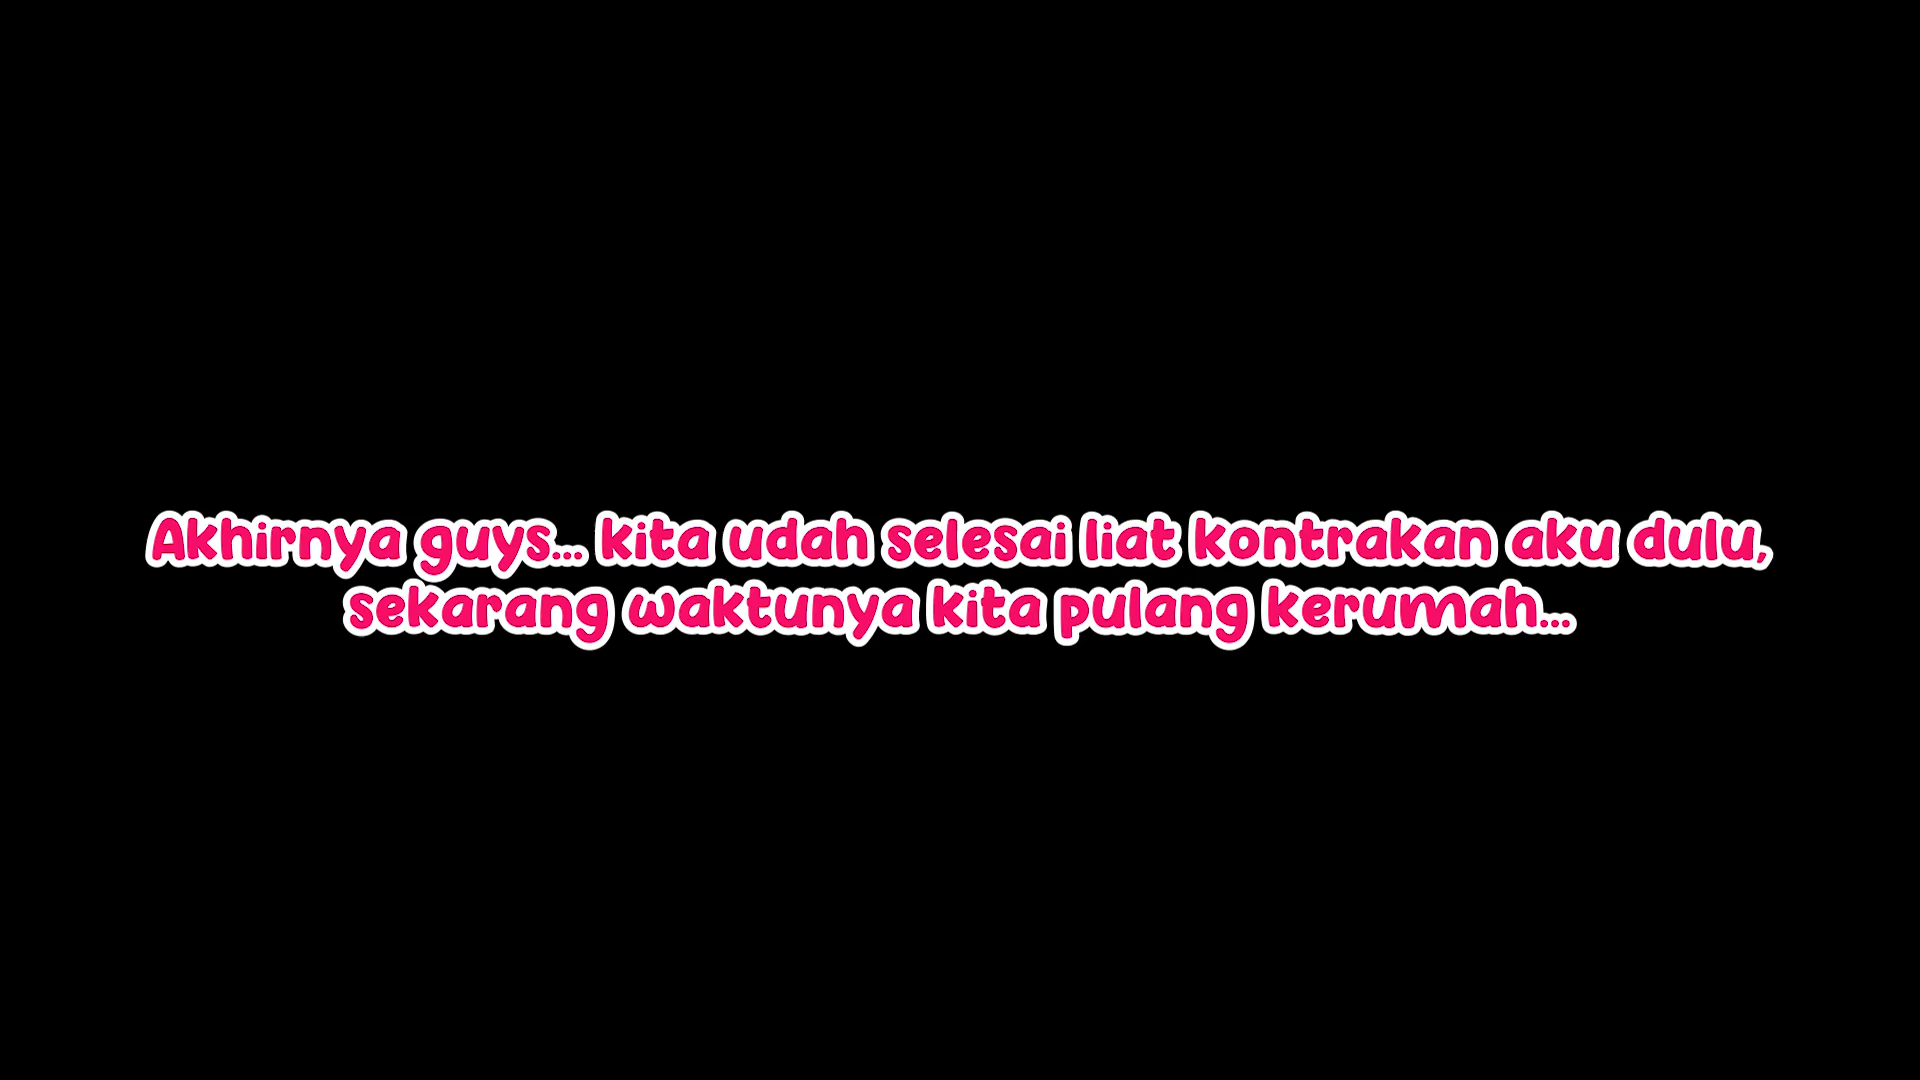 Akhirnya guys... kita udah selesai liat kontrakan aku dulu,
sekarang waktunya kita pulang kerumah...